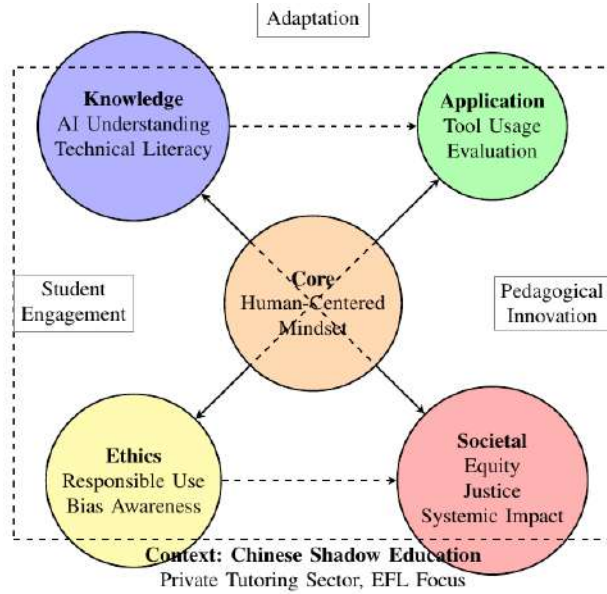 Adaptation
Knowledge
AI Understanding
Technical Literacy
Application
Tool Usage
Evaluation
Student
Engagement
Core
Human-Centered
Mindset
Pedagogical
Innovation
Ethics
Responsible Use
Bias Awareness
Societal
Equity
Justice
Systemic Impact
Context: Chinese Shadow Education
Private Tutoring Sector, EFL Focus